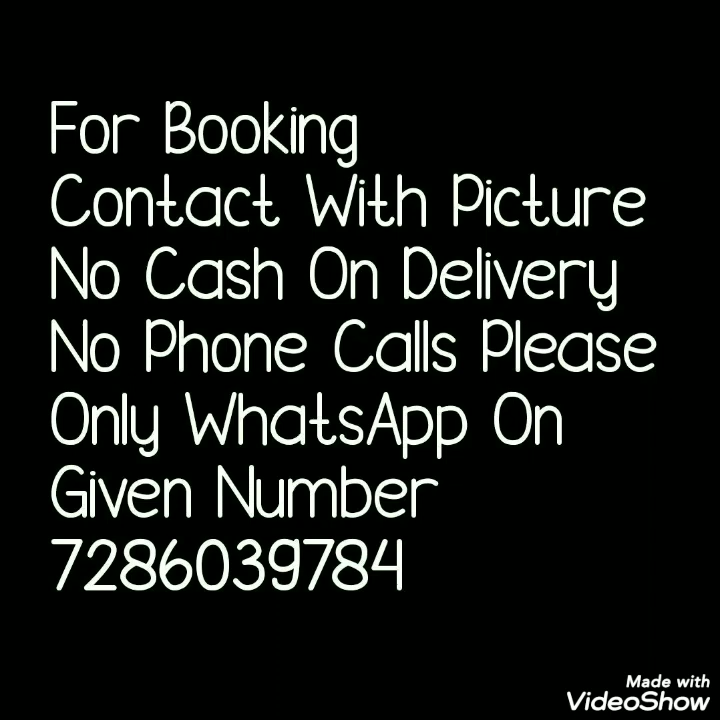 For Booking
Contact With Picture
No Cash On Delivery
No Phone Calls Please
Only WhatsApp On
Given Number
7286039784
Made with
VideoShow